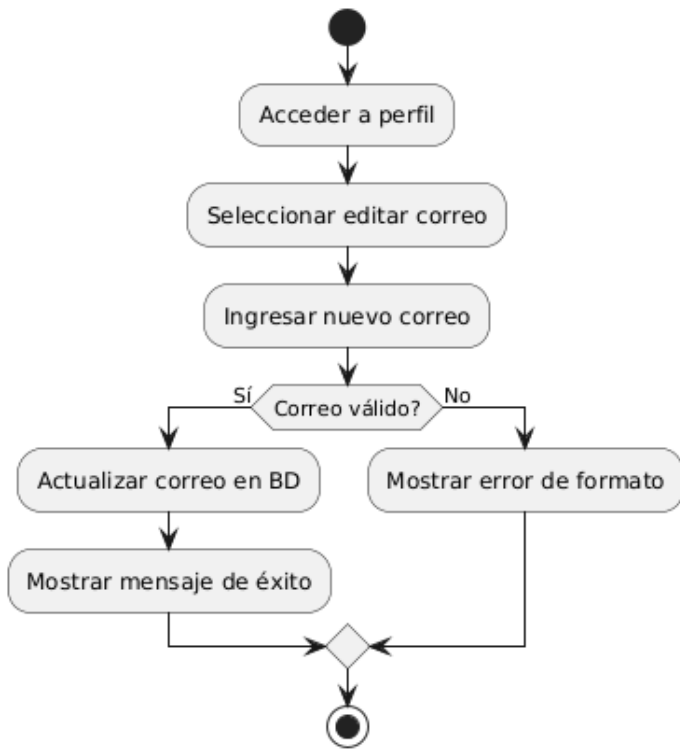 Acceder a perfil
Seleccionar editar correo
Ingresar nuevo correo
Sí
Correo válido?
No
Actualizar correo en BD
Mostrar error de formato
Mostrar mensaje de éxito